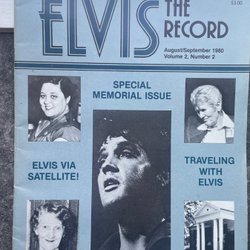 $3.00
ELVIS
THE
RECORD
August/September 1980
Volume 2, Number 2
SPECIAL
MEMORIAL ISSUE
ELVIS VIA
SATELLITE!
TRAVELING
WITH
ELVIS